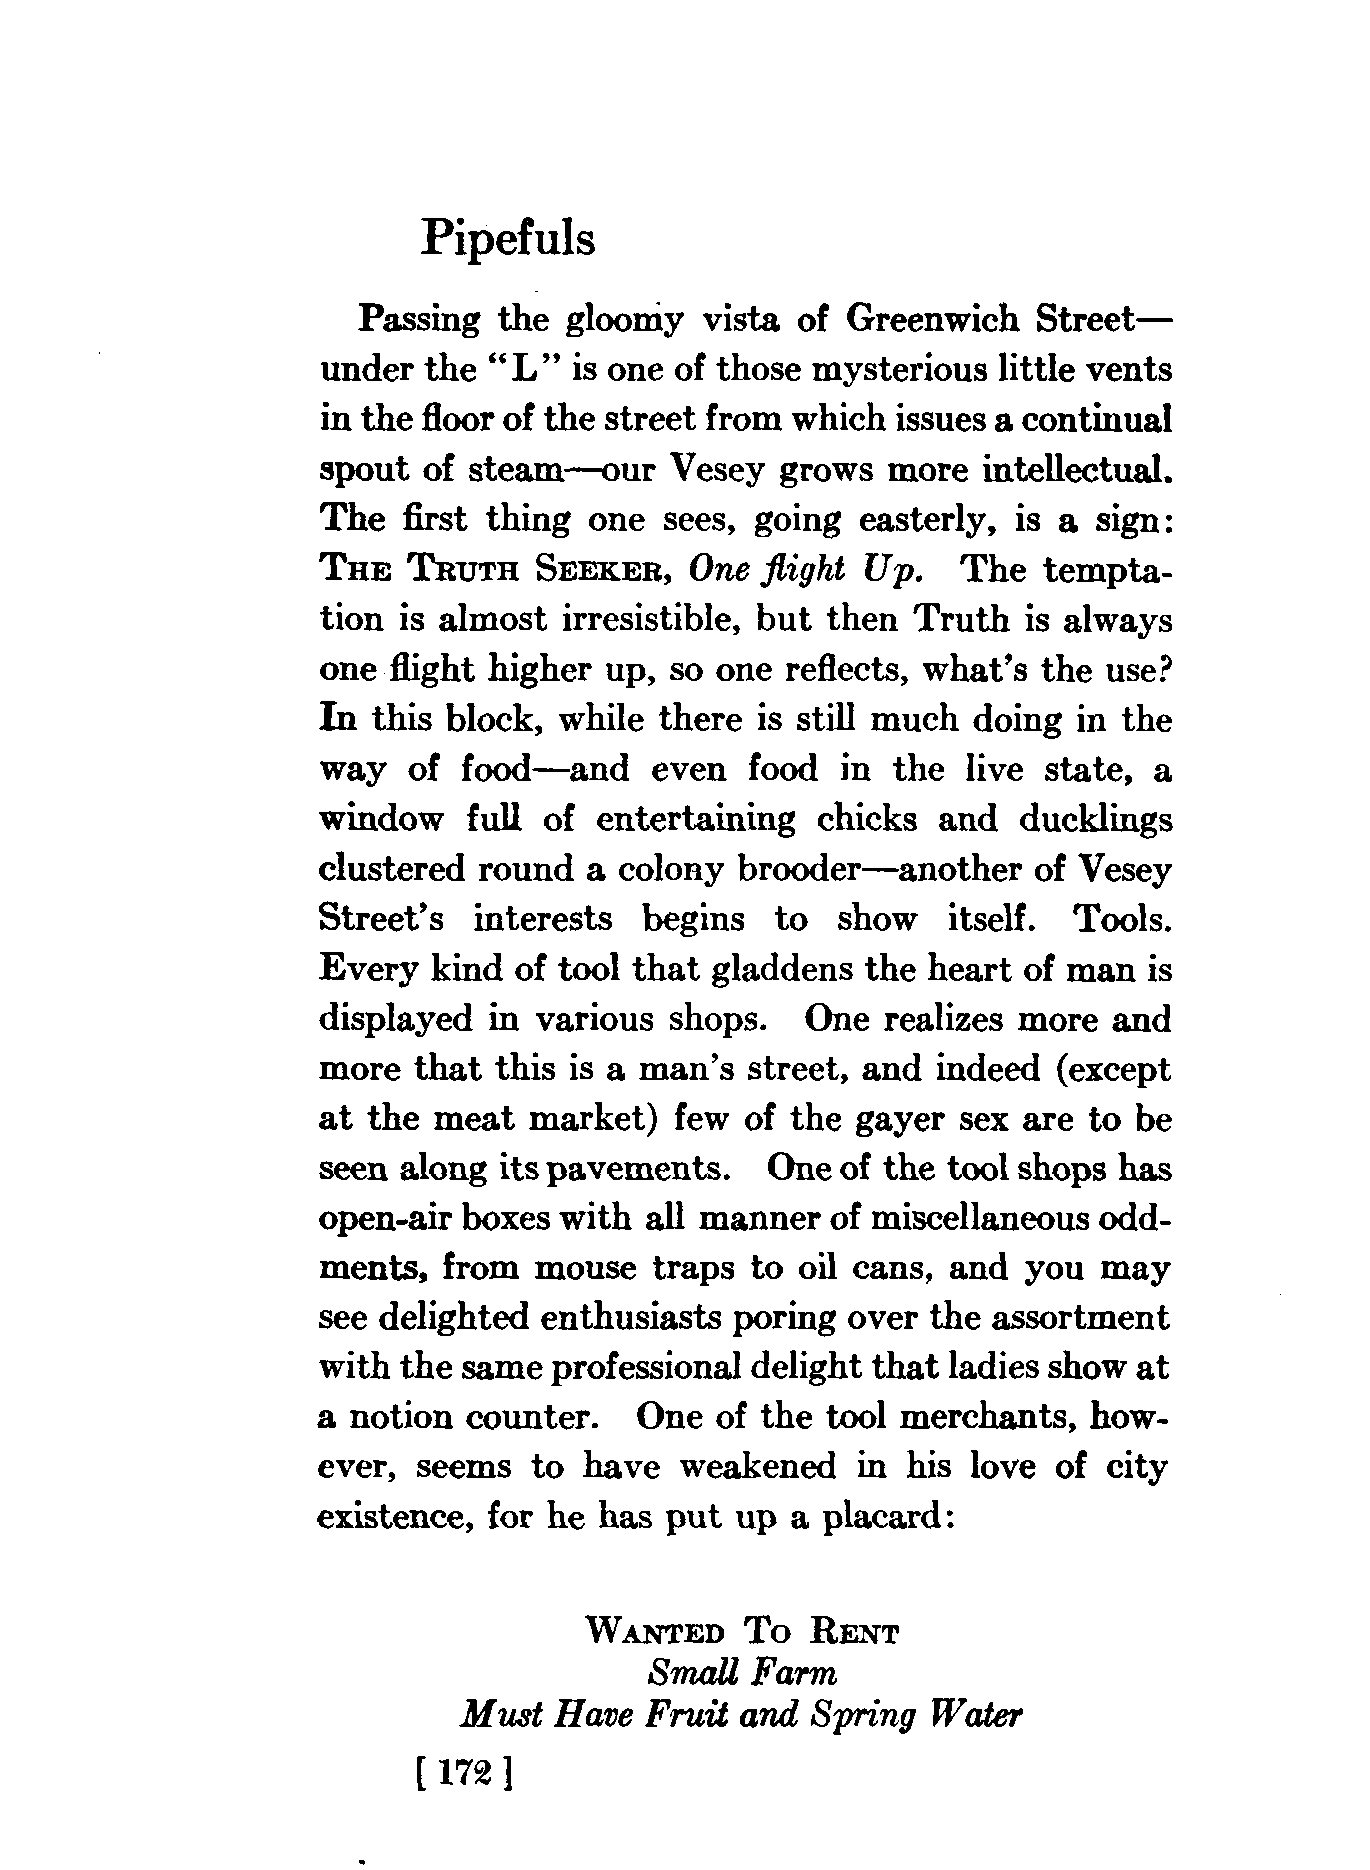 Pipefuls
Passing the gloomy vista of Greenwich Street—
under the "L" is one of those mysterious little vents
in the floor of the street from which issues a continual
spout of steam—our Vesey grows more intellectual.
The first thing one sees, going easterly, is a sign:
THE TRUTH SEEKER, One flight Up. The tempta-
tion is almost irresistible, but then Truth is always
one flight higher up, so one reflects, what's the use?
In this block, while there is still much doing in the
way of food—and even food in the live state, a
window full of entertaining chicks and ducklings
clustered round a colony brooder—another of Vesey
Street's interests begins to show itself. Tools.
Every kind of tool that gladdens the heart of man is
displayed in various shops. One realizes more and
more that this is a man's street, and indeed (except
at the meat market) few of the gayer sex are to be
seen along its pavements. One of the tool shops has
open-air boxes with all manner of miscellaneous odd-
ments, from mouse traps to oil cans, and you may
see delighted enthusiasts poring over the assortment
with the same professional delight that ladies show at
a notion counter. One of the tool merchants, how-
ever, seems to have weakened in his love of city
existence, for he has put up a placard:
WANTED TO RENT
Small Farm
Must Have Fruit and Spring Water
[ 172 ]